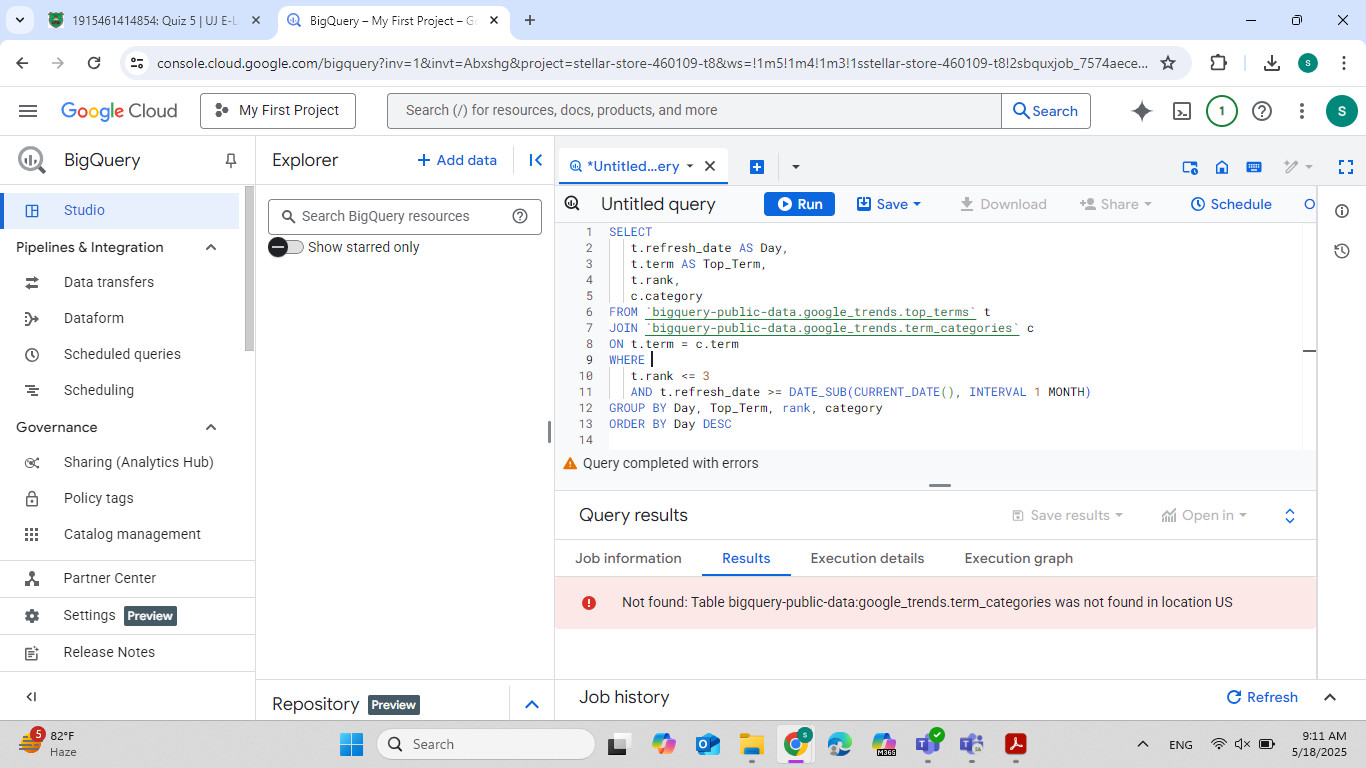 1915461414854: Quiz 5 | UJ E-L
BigQuery – My First Project – G
console.cloud.google.com/bigquery?inv=1&invt=Abxshg&project=stellar-store-460109-t8&ws=!1m5!1m4!1m3!1sstellar-store-460109-t8!2sbquxjob_7574aece...
S
Google Cloud
My First Project
Search (/) for resources, docs, products, and more
Search
1
S
BigQuery
Studio
Pipelines & Integration
Data transfers
Dataform
Scheduled queries
Scheduling
Governance
Sharing (Analytics Hub)
Policy tags
Catalog management
Partner Center
Settings Preview
Release Notes
Explorer
+ Add data
Search BigQuery resources
Show starred only
Repository Preview
*Untitled...ery
Untitled query
Run
Save
Download
Share
Schedule
O
1 SELECT
2 t.refresh_date AS Day,
3 t.term AS Top_Term,
4 t.rank,
5 c.category
6 FROM `bigquery-public-data.google_trends.top_terms` t
7 JOIN `bigquery-public-data.google_trends.term_categories` c
8 ON t.term = c.term
9 WHERE
10 t.rank <= 3
11 AND t.refresh_date >= DATE_SUB(CURRENT_DATE(), INTERVAL 1 MONTH)
12 GROUP BY Day, Top_Term, rank, category
13 ORDER BY Day DESC
14
Query completed with errors
Query results
Save results
Open in
Job information
Results
Execution details
Execution graph
Not found: Table bigquery-public-data:google_trends.term_categories was not found in location US
Job history
Refresh
5
82°F
Haze
Search
S
M365
ENG
9:11 AM
5/18/2025